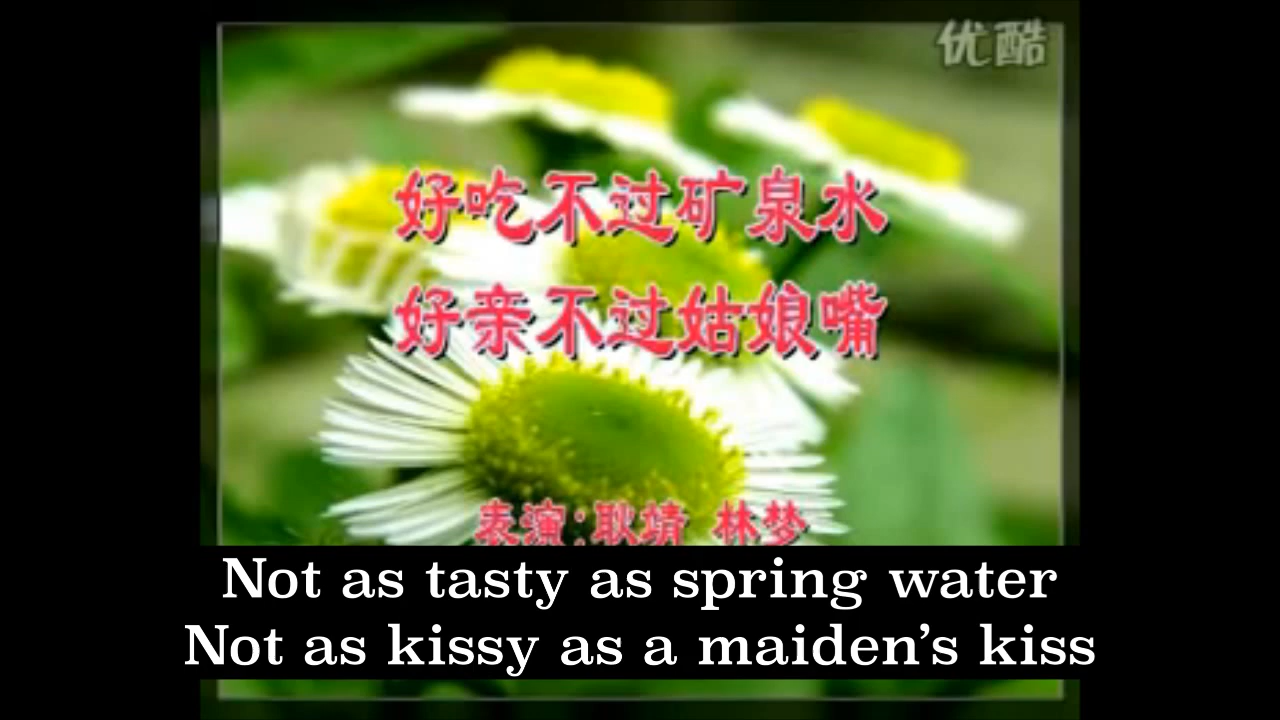 优酷
好吃不过矿泉水
好亲不过姑娘嘴
表演:耿靖 林梦
Not as tasty as spring water
Not as kissy as a maiden’s kiss